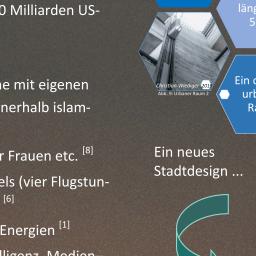 0 Milliarden US-
ne mit eigenen
nerhalb islam-
r Frauen etc. [8]
els (vier Flugstun-
[6]
Energien [1]
lligenz, Medien
läng
5
Christian Wiediger
Abb. 9: Urbaner Raum 2
Ein
urb
Ra
Ein neues
Stadtdesign ...